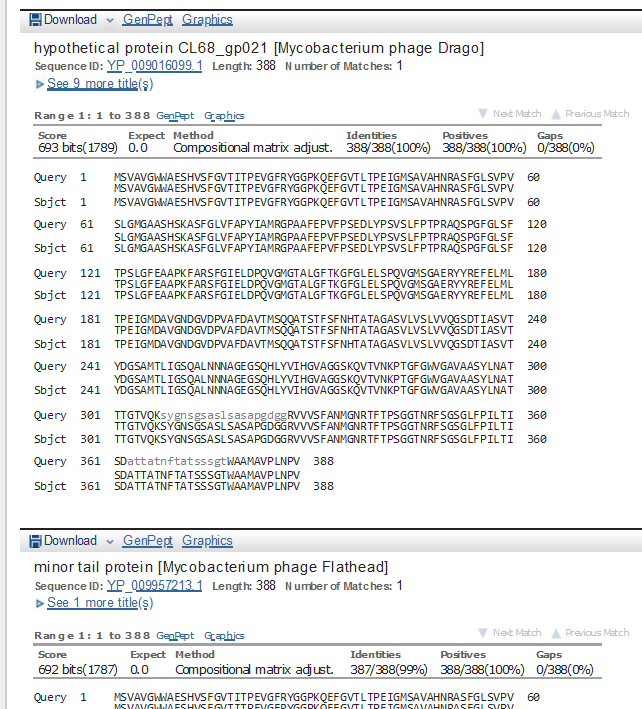 Download GenPept Graphics
hypothetical protein CL68_gp021 [Mycobacterium phage Drago]
Sequence ID: YP_009016099.1 Length: 388 Number of Matches: 1
See 9 more title(s)
Range 1: 1 to 388 GenPept Graphics Next Match Previous Match
Score Expect Method Identities Positives Gaps
693 bits(1789) 0.0 Compositional matrix adjust. 388/388(100%) 388/388(100%) 0/388(0%)
Query 1 MSVAVGWWAESHVSFGVTITPEVGFRYGGPKQEFGVTLTPEIGMSAVAHNRASFGLSVPV 60
MSVAVGWWAESHVSFGVTITPEVGFRYGGPKQEFGVTLTPEIGMSAVAHNRASFGLSVPV
Sbjct 1 MSVAVGWWAESHVSFGVTITPEVGFRYGGPKQEFGVTLTPEIGMSAVAHNRASFGLSVPV 60
Query 61 SLGMGAASHSKASFGLVFAPYIAMRGPAAFEPVFPSEDLYPSVSLFPTPRAQSPGFGLSF 120
SLGMGAASHSKASFGLVFAPYIAMRGPAAFEPVFPSEDLYPSVSLFPTPRAQSPGFGLSF
Sbjct 61 SLGMGAASHSKASFGLVFAPYIAMRGPAAFEPVFPSEDLYPSVSLFPTPRAQSPGFGLSF 120
Query 121 TPSLGFEAAPKFARSFGIELDPQVGMGTALGFTKGFGLELSPQVGMSGAERYYREFELML 180
TPSLGFEAAPKFARSFGIELDPQVGMGTALGFTKGFGLELSPQVGMSGAERYYREFELML
Sbjct 121 TPSLGFEAAPKFARSFGIELDPQVGMGTALGFTKGFGLELSPQVGMSGAERYYREFELML 180
Query 181 TPEIGMDAVGNDGVDPVAFDAVTMSQQATSTFSFNHTATAGASVLVSLVVQGSDTIASVT 240
TPEIGMDAVGNDGVDPVAFDAVTMSQQATSTFSFNHTATAGASVLVSLVVQGSDTIASVT
Sbjct 181 TPEIGMDAVGNDGVDPVAFDAVTMSQQATSTFSFNHTATAGASVLVSLVVQGSDTIASVT 240
Query 241 YDGSAMTLIGSQALNNNAGEGSQHLYVIHGVAGGSKQVTVNKPTGFGWVGAVAASYLNAT 300
YDGSAMTLIGSQALNNNAGEGSQHLYVIHGVAGGSKQVTVNKPTGFGWVGAVAASYLNAT
Sbjct 241 YDGSAMTLIGSQALNNNAGEGSQHLYVIHGVAGGSKQVTVNKPTGFGWVGAVAASYLNAT 300
Query 301 TTGTVQKsygnsgsaslsasapgdggRVVVSFANMGNRTFTPSGGTNRFSGSGLFPILTI 360
TTGTVQKSYGNSGSASLSASAPGDGGRVVVSFANMGNRTFTPSGGTNRFSGSGLFPILTI
Sbjct 301 TTGTVQKSYGNSGSASLSASAPGDGGRVVVSFANMGNRTFTPSGGTNRFSGSGLFPILTI 360
Query 361 SDattatnftatsssgtWAAMAVPLNPV 388
SDATTATNFTATSSSGTWAAMAVPLNPV
Sbjct 361 SDATTATNFTATSSSGTWAAMAVPLNPV 388
Download GenPept Graphics
minor tail protein [Mycobacterium phage Flathead]
Sequence ID: YP_009957213.1 Length: 388 Number of Matches: 1
See 1 more title(s)
Range 1: 1 to 388 GenPept Graphics Next Match Previous Match
Score Expect Method Identities Positives Gaps
692 bits(1787) 0.0 Compositional matrix adjust. 387/388(99%) 388/388(100%) 0/388(0%)
Query 1 MSVAVGWWAESHVSFGVTITPEVGFRYGGPKQEFGVTLTPEIGMSAVAHNRASFGLSVPV 60
MSVAVGWWAESHVSFGVTITPEVGFRYGGPKQEFGVTLTPEIGMSAVAHNRASFGLSVPV